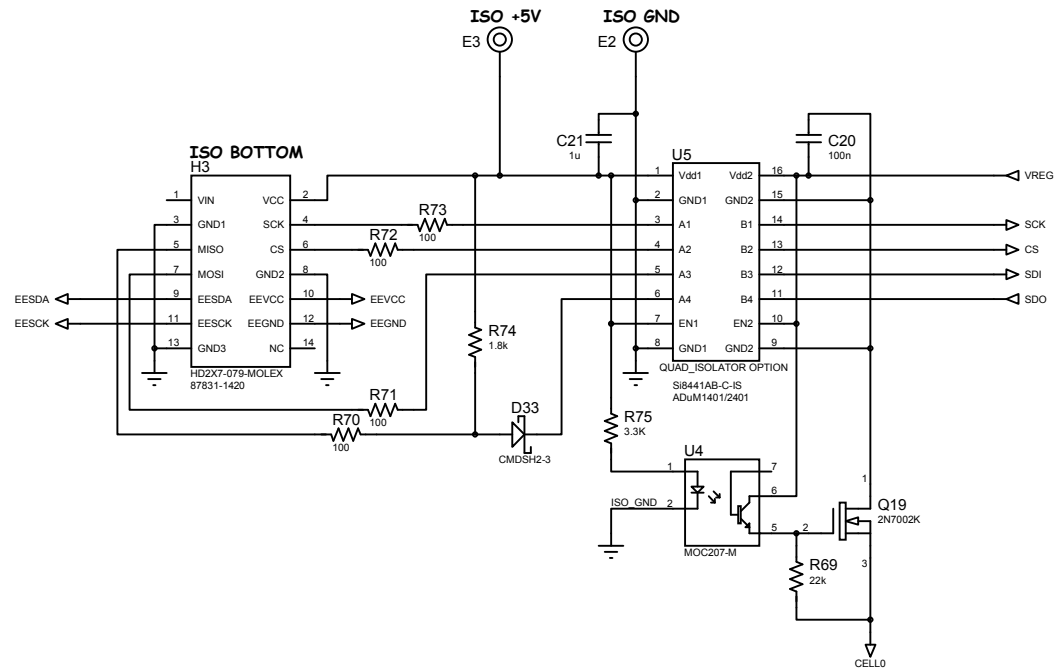 ISO +5V
ISO GND
E3
E2
C21
1u
C20
100n
ISO BOTTOM
H3
U5
1 VIN VCC 2
3 GND1 SCK 4
5 MISO CS 6
7 MOSI GND2 8
9 EESDA EEVCC 10
11 EESCK EEGND 12
13 GND3 NC 14
HD2X7-079-MOLEX
87831-1420
EESDA
EESCK
EEVCC
EEGND
R73
100
R72
100
1 Vdd1 Vdd2 16
2 GND1 GND2 15
3 A1 B1 14
4 A2 B2 13
5 A3 B3 12
6 A4 B4 11
7 EN1 EN2 10
8 GND1 GND2 9
QUAD_ISOLATOR OPTION
Si8441AB-C-IS
ADuM1401/2401
VREG
SCK
CS
SDI
SDO
R74
1.8k
R71
100
R70
100
D33
CMDSH2-3
R75
3.3K
U4
1
7
ISO_GND 2
6
5
MOC207-M
1
2
3
Q19
2N7002K
R69
22k
CELL0